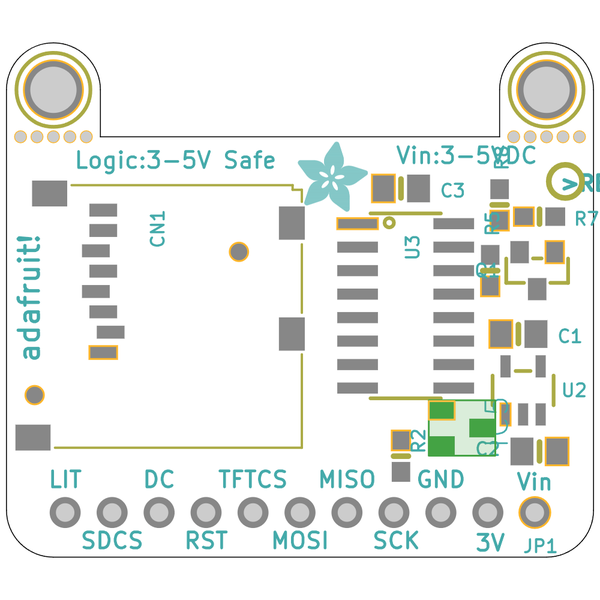 Logic:3-5V Safe
Vin:3-5VDC
C3
R7
CN1
U3
R5
adafruit!
C1
U2
R2
C2
LIT
DC
TFTCS
MISO
GND
Vin
SDCS
RST
MOSI
SCK
3V
JP1